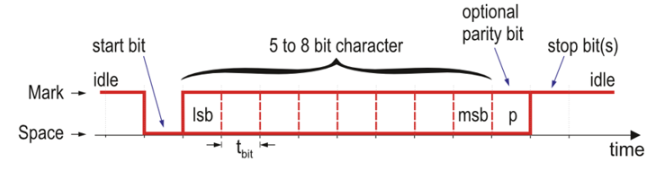 optional
parity bit
start bit
5 to 8 bit character
stop bit(s)
idle
idle
Mark
lsb
msb
p
Space
tbit
time